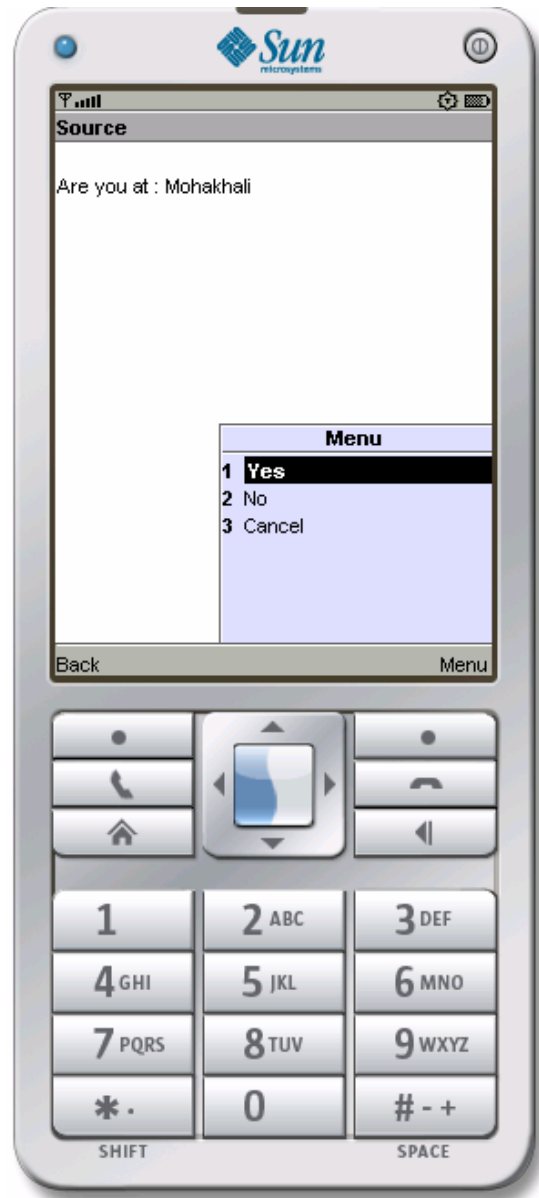 Sun
microsystems
Source
Are you at : Mohakhali
Menu
1 Yes
2 No
3 Cancel
Back Menu
1 2 ABC 3 DEF
4 GHI 5 JKL 6 MNO
7 PQRS 8 TUV 9 WXYZ
* . 0 # - +
SHIFT SPACE